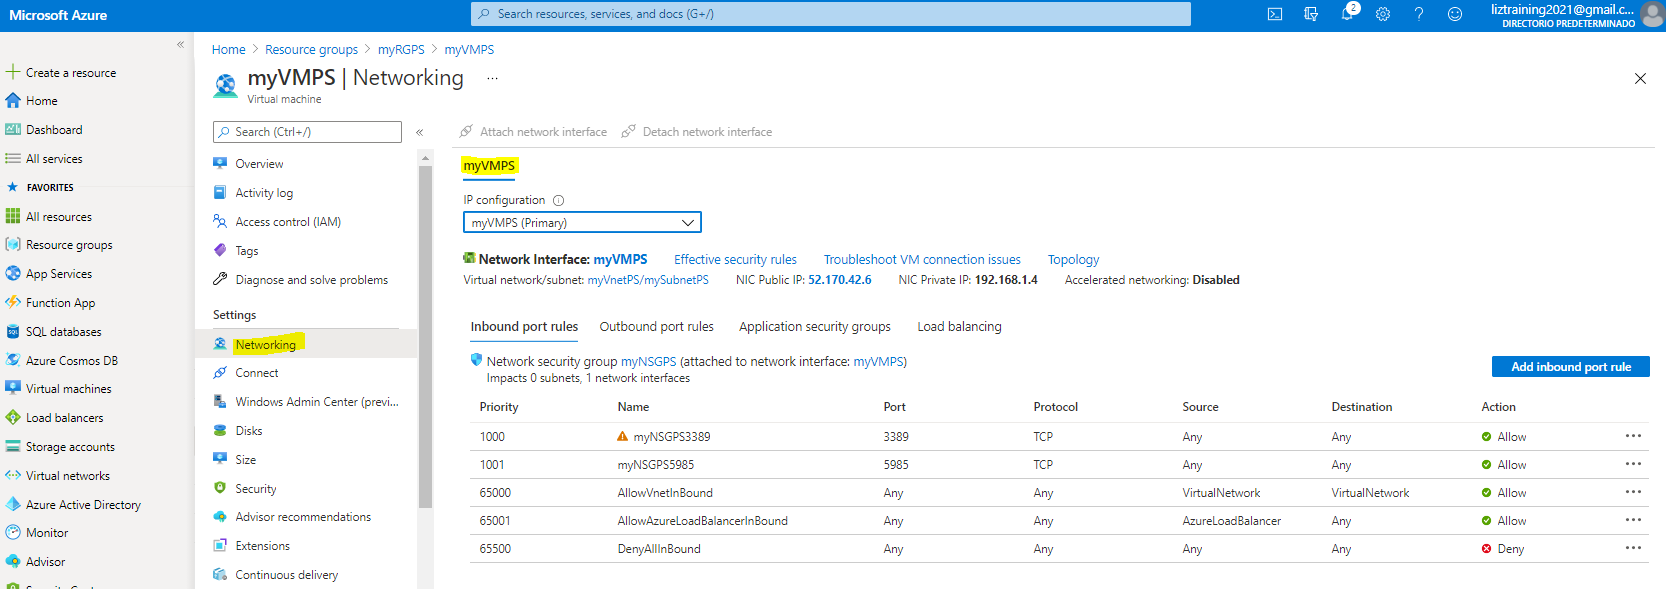 Microsoft Azure
Search resources, services, and docs (G+/)
2
liztraining2021@gmail.c...
DIRECTORIO PREDETERMINADO
Create a resource
Home
Dashboard
All services
FAVORITES
All resources
Resource groups
App Services
Function App
SQL databases
Azure Cosmos DB
Virtual machines
Load balancers
Storage accounts
Virtual networks
Azure Active Directory
Monitor
Advisor
Home > Resource groups > myRGPS > myVMPS
myVMPS | Networking ...
Virtual machine
Search (Ctrl+/)
Overview
Activity log
Access control (IAM)
Tags
Diagnose and solve problems
Settings
Networking
Connect
Windows Admin Center (previ...
Disks
Size
Security
Advisor recommendations
Extensions
Continuous delivery
Attach network interface Detach network interface
myVMPS
IP configuration
myVMPS (Primary)
Network Interface: myVMPS Effective security rules Troubleshoot VM connection issues Topology
Virtual network/subnet: myVnetPS/mySubnetPS NIC Public IP: 52.170.42.6 NIC Private IP: 192.168.1.4 Accelerated networking: Disabled
Inbound port rules Outbound port rules Application security groups Load balancing
Network security group myNSGPS (attached to network interface: myVMPS)
Impacts 0 subnets, 1 network interfaces
Add inbound port rule
Priority Name Port Protocol Source Destination Action
1000 myNSGPS3389 3389 TCP Any Any Allow ...
1001 myNSGPS5985 5985 TCP Any Any Allow ...
65000 AllowVnetInBound Any Any VirtualNetwork VirtualNetwork Allow ...
65001 AllowAzureLoadBalancerInBound Any Any AzureLoadBalancer Any Allow ...
65500 DenyAllInBound Any Any Any Any Deny ...